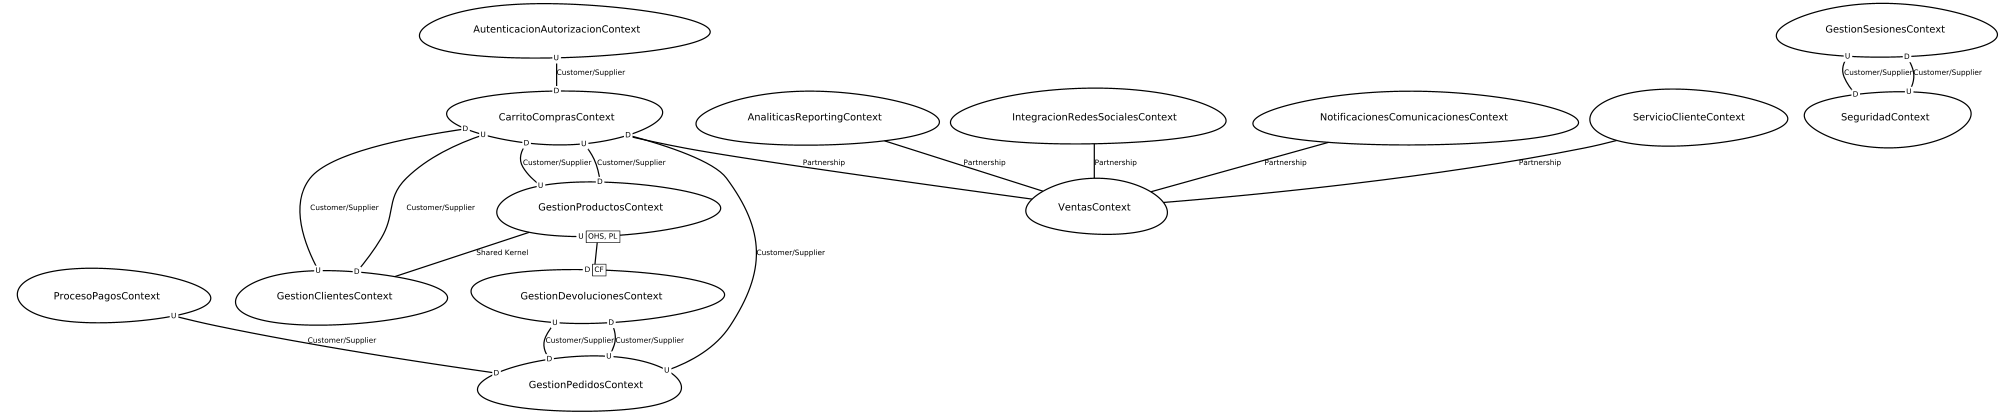 AutenticacionAutorizacionContext
GestionSesionesContext
U
U
D
Customer/Supplier
Customer/Supplier
Customer/Supplier
D
D
U
CarritoComprasContext
AnaliticasReportingContext
IntegracionRedesSocialesContext
NotificacionesComunicacionesContext
ServicioClienteContext
SeguridadContext
D
U
D
U
D
Customer/Supplier
Customer/Supplier
Partnership
Partnership
Partnership
Partnership
Partnership
U
D
Customer/Supplier
Customer/Supplier
GestionProductosContext
VentasContext
U
OHS, PL
Shared Kernel
Customer/Supplier
U
D
D
CF
ProcesoPagosContext
GestionClientesContext
GestionDevolucionesContext
U
U
D
Customer/Supplier
Customer/Supplier
Customer/Supplier
D
D
U
U
GestionPedidosContext